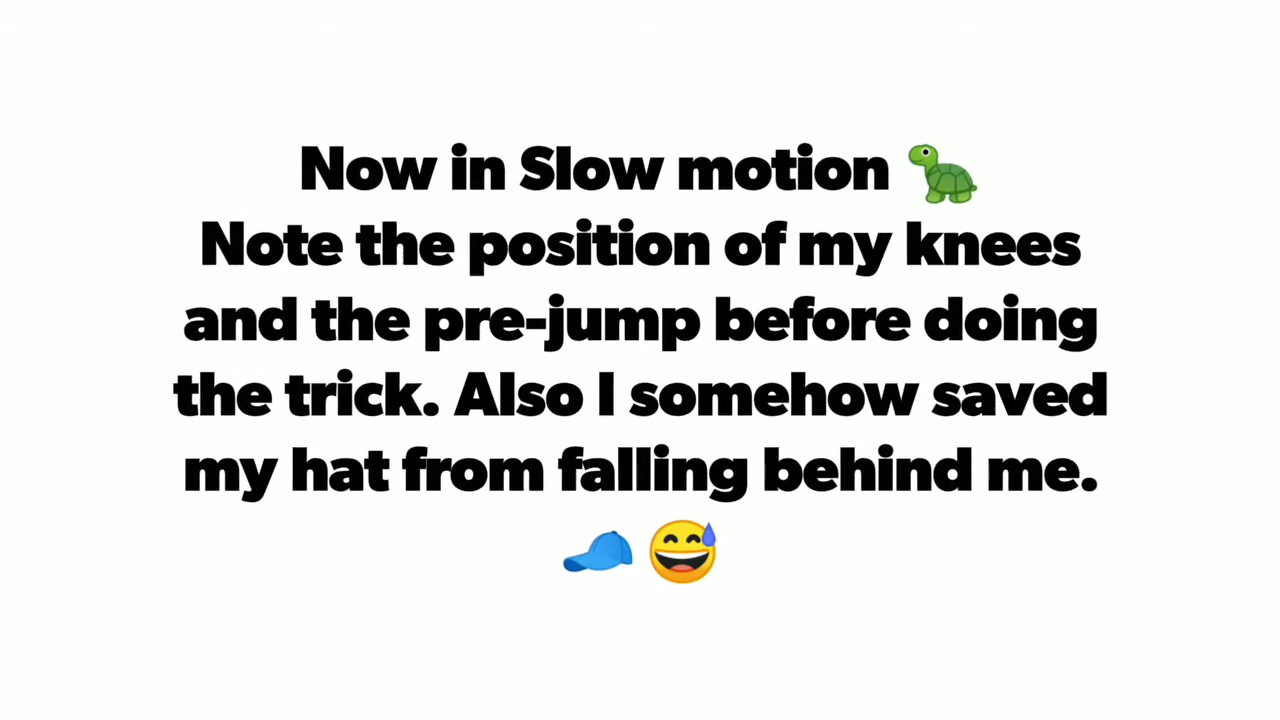 Now in Slow motion 🐢
Note the position of my knees
and the pre-jump before doing
the trick. Also I somehow saved
my hat from falling behind me.
🧢 😅